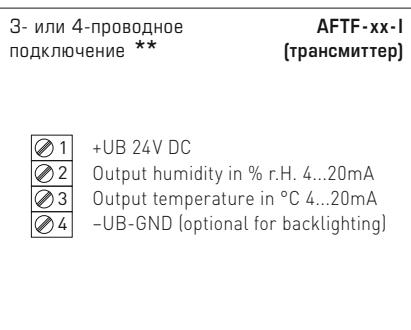 3- или 4-проводное AFTF-xx-I
подключение ** (трансмиттер)
1 +UB 24V DC
2 Output humidity in % r.H. 4...20mA
3 Output temperature in °C 4...20mA
4 –UB-GND (optional for backlighting)